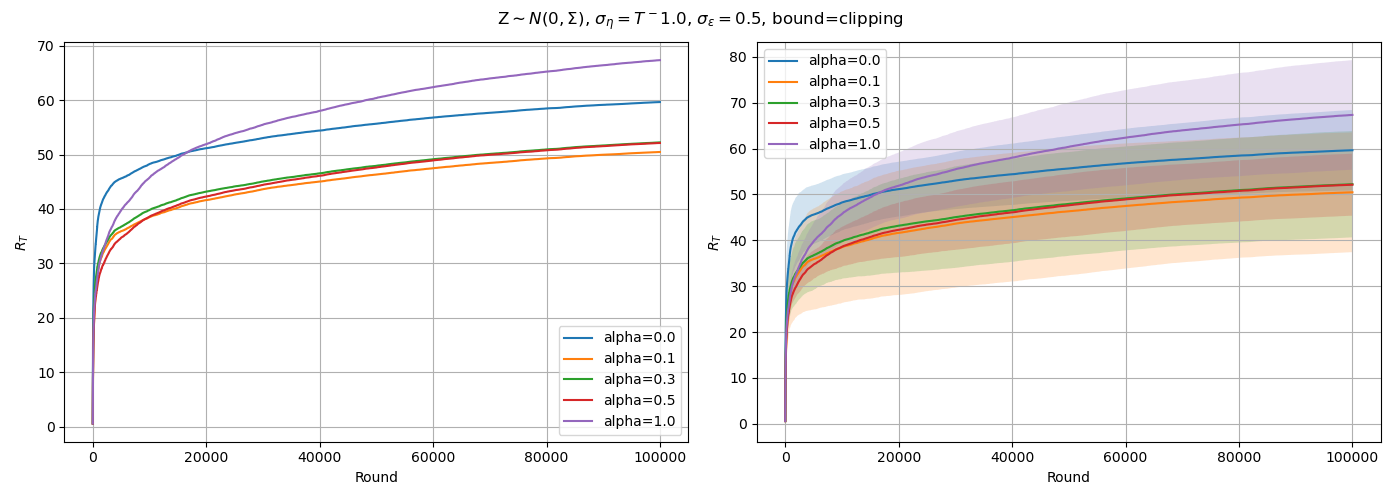 Z ∼ N(0, Σ), σ_η = T⁻1.0, σ_ε = 0.5, bound=clipping
R_T
70
60
50
40
30
20
10
0
0 20000 40000 60000 80000 100000
Round
alpha=0.0
alpha=0.1
alpha=0.3
alpha=0.5
alpha=1.0
R_T
80
70
60
50
40
30
20
10
0
0 20000 40000 60000 80000 100000
Round
alpha=0.0
alpha=0.1
alpha=0.3
alpha=0.5
alpha=1.0